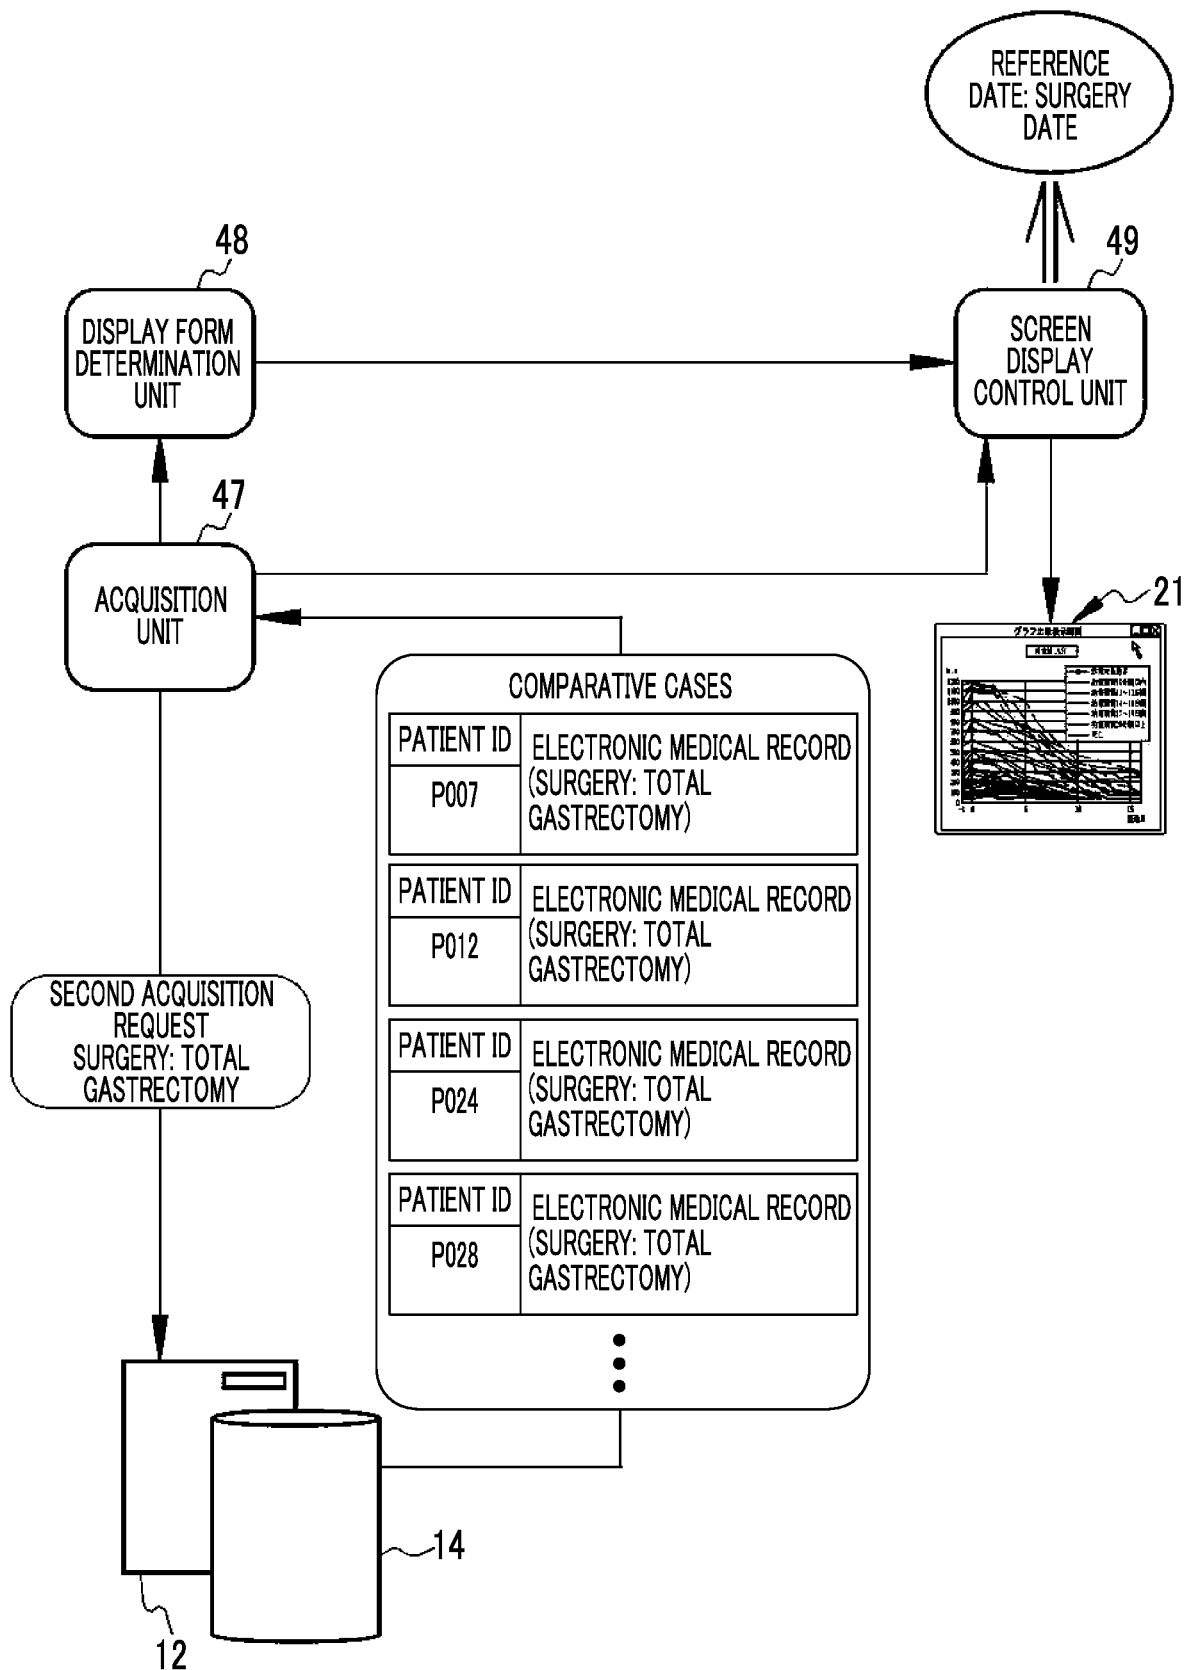 REFERENCE
DATE: SURGERY
DATE
48
49
DISPLAY FORM
DETERMINATION
UNIT
SCREEN
DISPLAY
CONTROL UNIT
47
ACQUISITION
UNIT
21
COMPARATIVE CASES
PATIENT ID
P007
ELECTRONIC MEDICAL RECORD
(SURGERY: TOTAL
GASTRECTOMY)
PATIENT ID
P012
ELECTRONIC MEDICAL RECORD
(SURGERY: TOTAL
GASTRECTOMY)
SECOND ACQUISITION
REQUEST
SURGERY: TOTAL
GASTRECTOMY
PATIENT ID
P024
ELECTRONIC MEDICAL RECORD
(SURGERY: TOTAL
GASTRECTOMY)
PATIENT ID
P028
ELECTRONIC MEDICAL RECORD
(SURGERY: TOTAL
GASTRECTOMY)
14
12